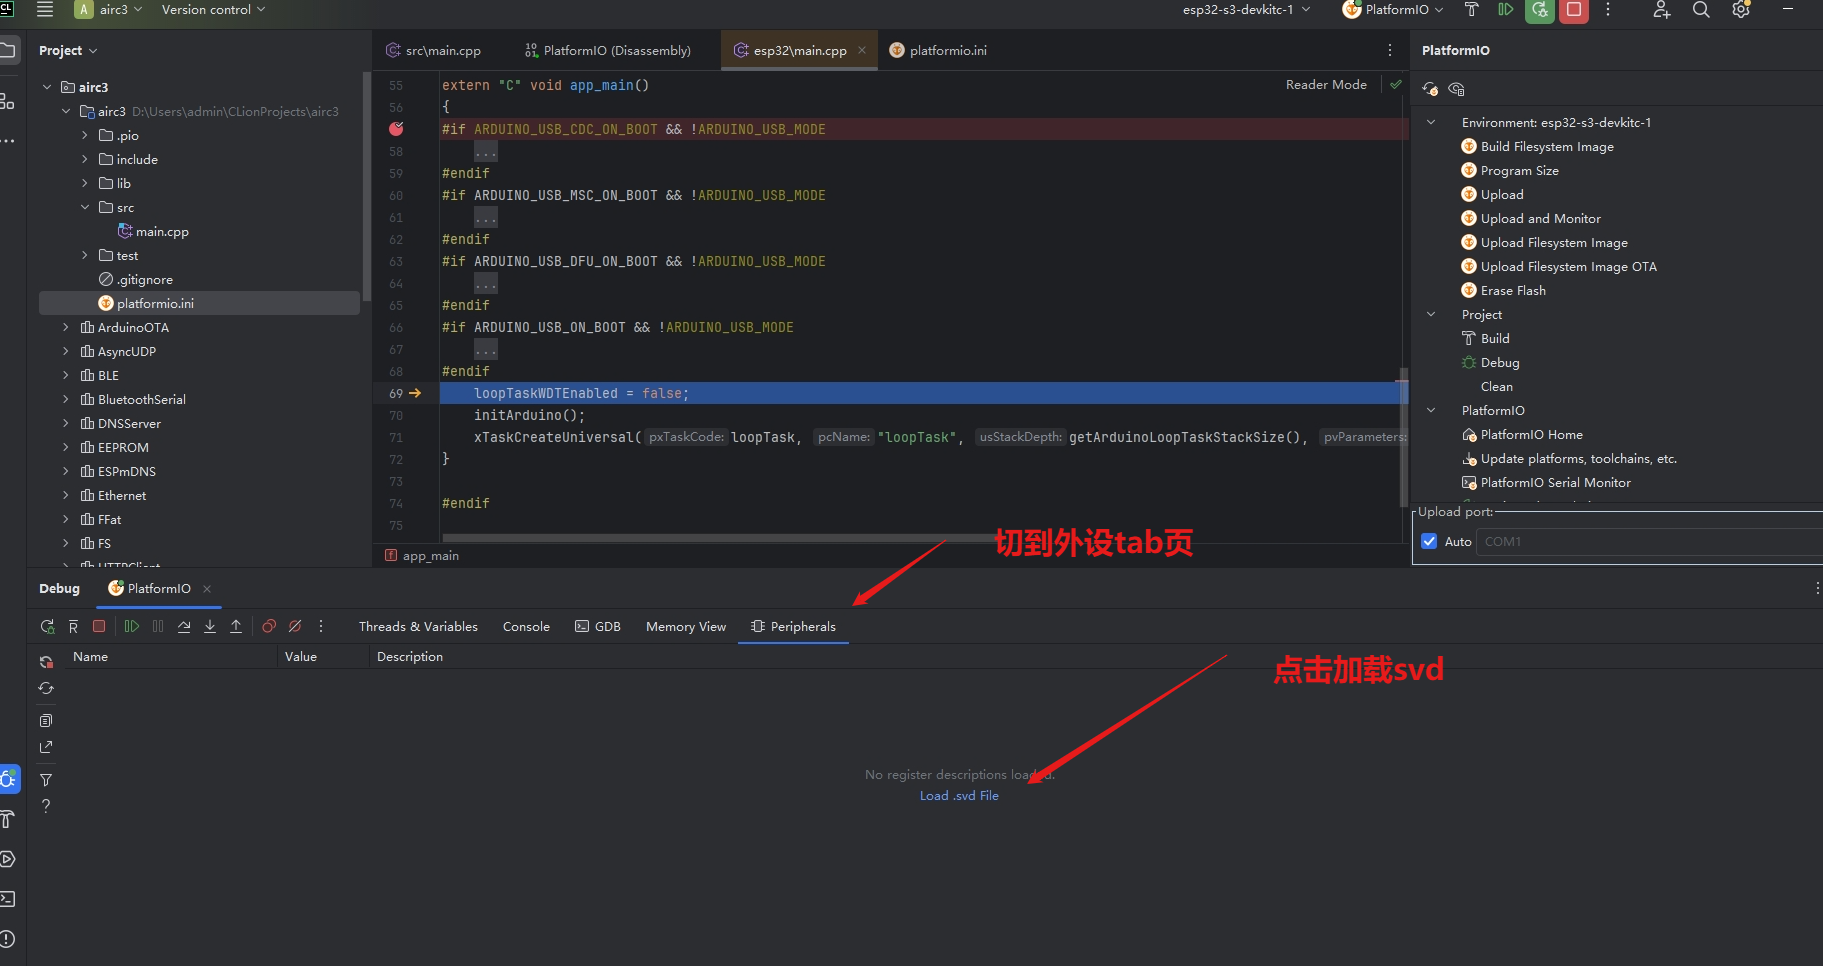 CL
A airc3
Version control
esp32-s3-devkitc-1
PlatformIO
Project
src\main.cpp
PlatformIO (Disassembly)
esp32\main.cpp
platformio.ini
PlatformIO
airc3
airc3 D:\Users\admin\CLionProjects\airc3
.pio
include
lib
src
main.cpp
test
.gitignore
platformio.ini
ArduinoOTA
AsyncUDP
BLE
BluetoothSerial
DNSServer
EEPROM
ESPmDNS
Ethernet
FFat
FS
HTTPClient
Reader Mode
55 extern "C" void app_main()
56 {
#if ARDUINO_USB_CDC_ON_BOOT && !ARDUINO_USB_MODE
58 ...
59 #endif
60 #if ARDUINO_USB_MSC_ON_BOOT && !ARDUINO_USB_MODE
61 ...
62 #endif
63 #if ARDUINO_USB_DFU_ON_BOOT && !ARDUINO_USB_MODE
64 ...
65 #endif
66 #if ARDUINO_USB_ON_BOOT && !ARDUINO_USB_MODE
67 ...
68 #endif
69 loopTaskWDTEnabled = false;
70 initArduino();
71 xTaskCreateUniversal( pxTaskCode: loopTask, pcName: "loopTask", usStackDepth: getArduinoLoopTaskStackSize(), pvParameters:
72 }
73
74 #endif
75
f app_main
Environment: esp32-s3-devkitc-1
Build Filesystem Image
Program Size
Upload
Upload and Monitor
Upload Filesystem Image
Upload Filesystem Image OTA
Erase Flash
Project
Build
Debug
Clean
PlatformIO
PlatformIO Home
Update platforms, toolchains, etc.
PlatformIO Serial Monitor
Upload port:
Auto COM1
切到外设tab页
Debug
PlatformIO
Threads & Variables
Console
GDB
Memory View
Peripherals
Name
Value
Description
点击加载svd
No register descriptions loaded.
Load .svd File